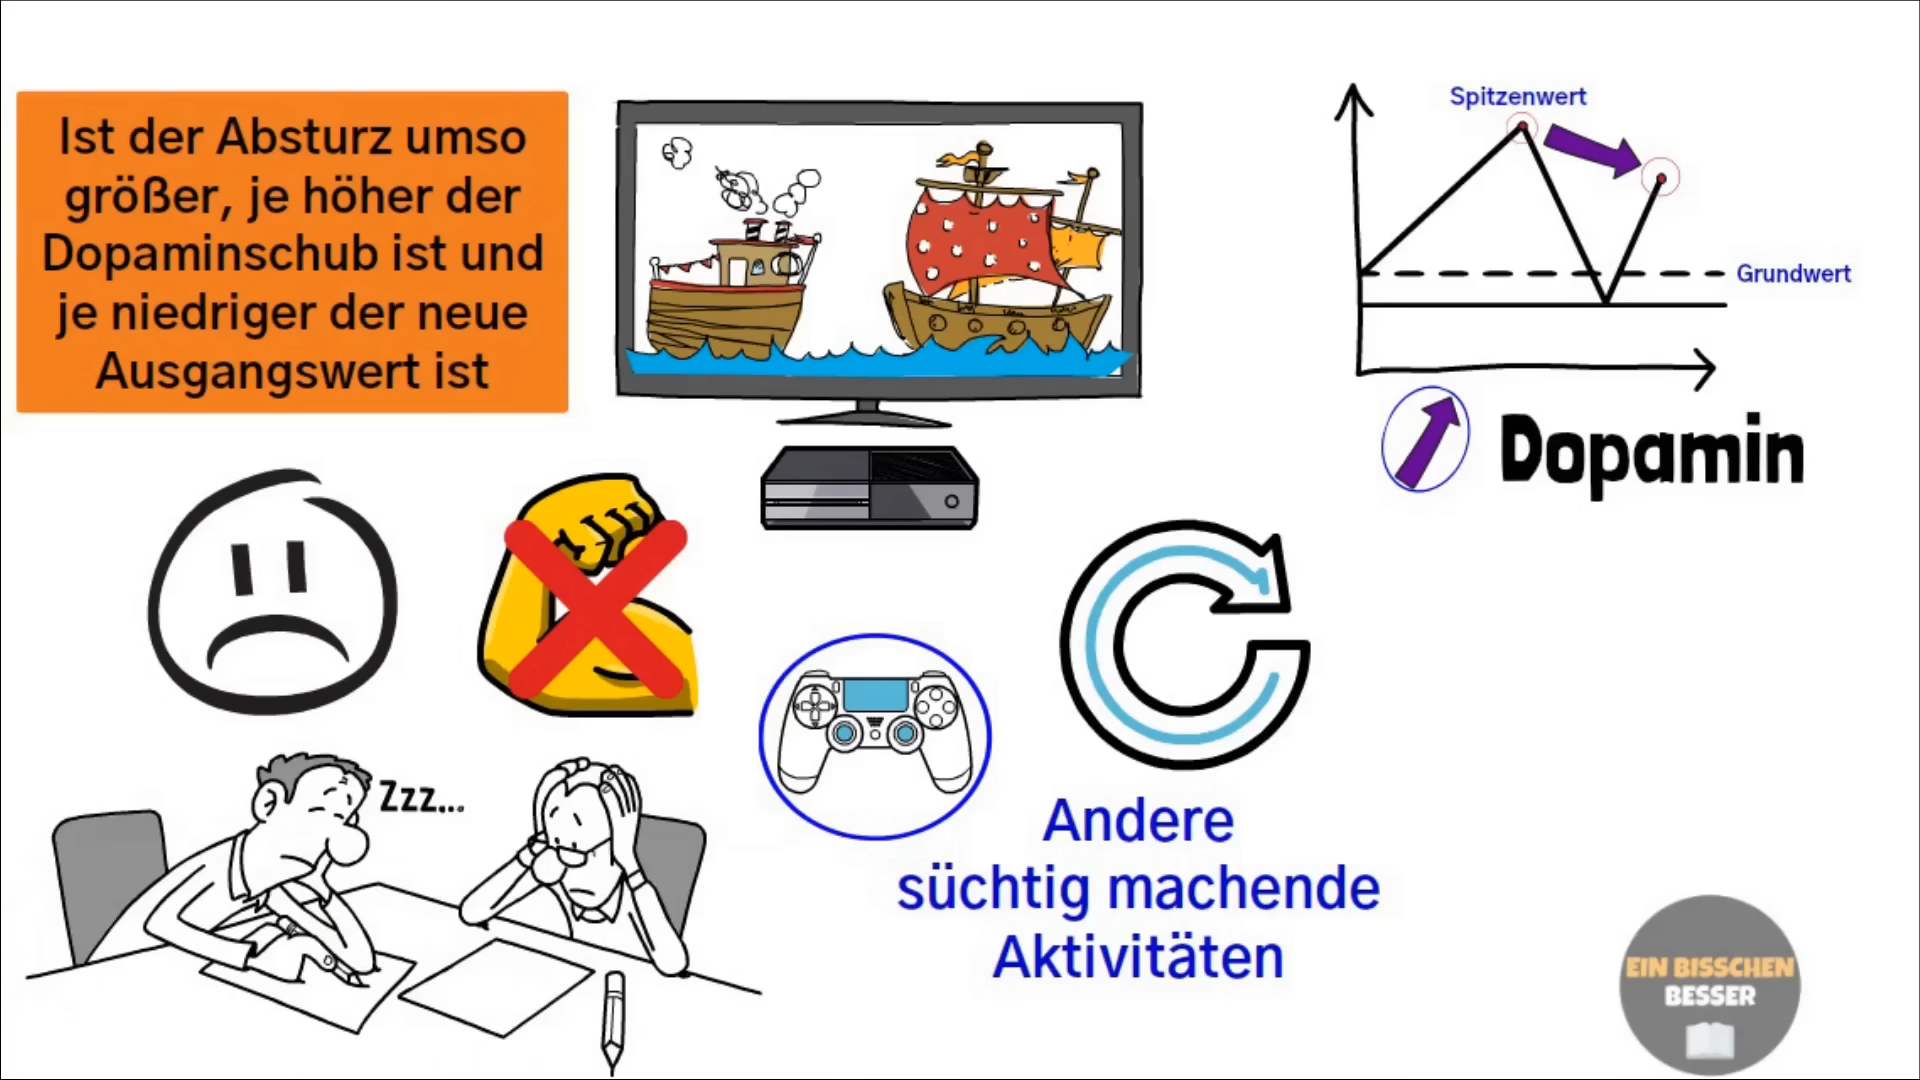 Ist der Absturz umso
größer, je höher der
Dopaminschub ist und
je niedriger der neue
Ausgangswert ist
Spitzenwert
Grundwert
Dopamin
Zzz...
Andere
süchtig machende
Aktivitäten
EIN BISSCHEN
BESSER